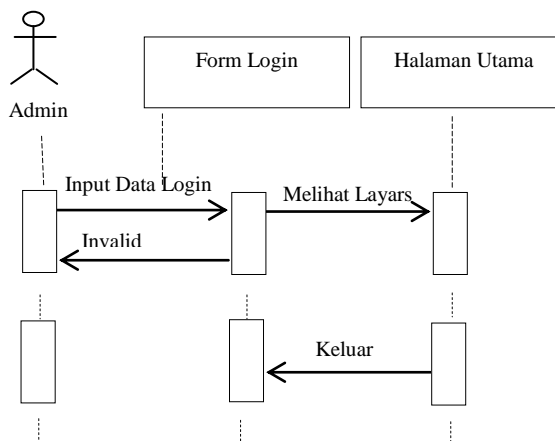 Form Login
Halaman Utama
Admin
Input Data Login
Melihat Layars
Invalid
Keluar